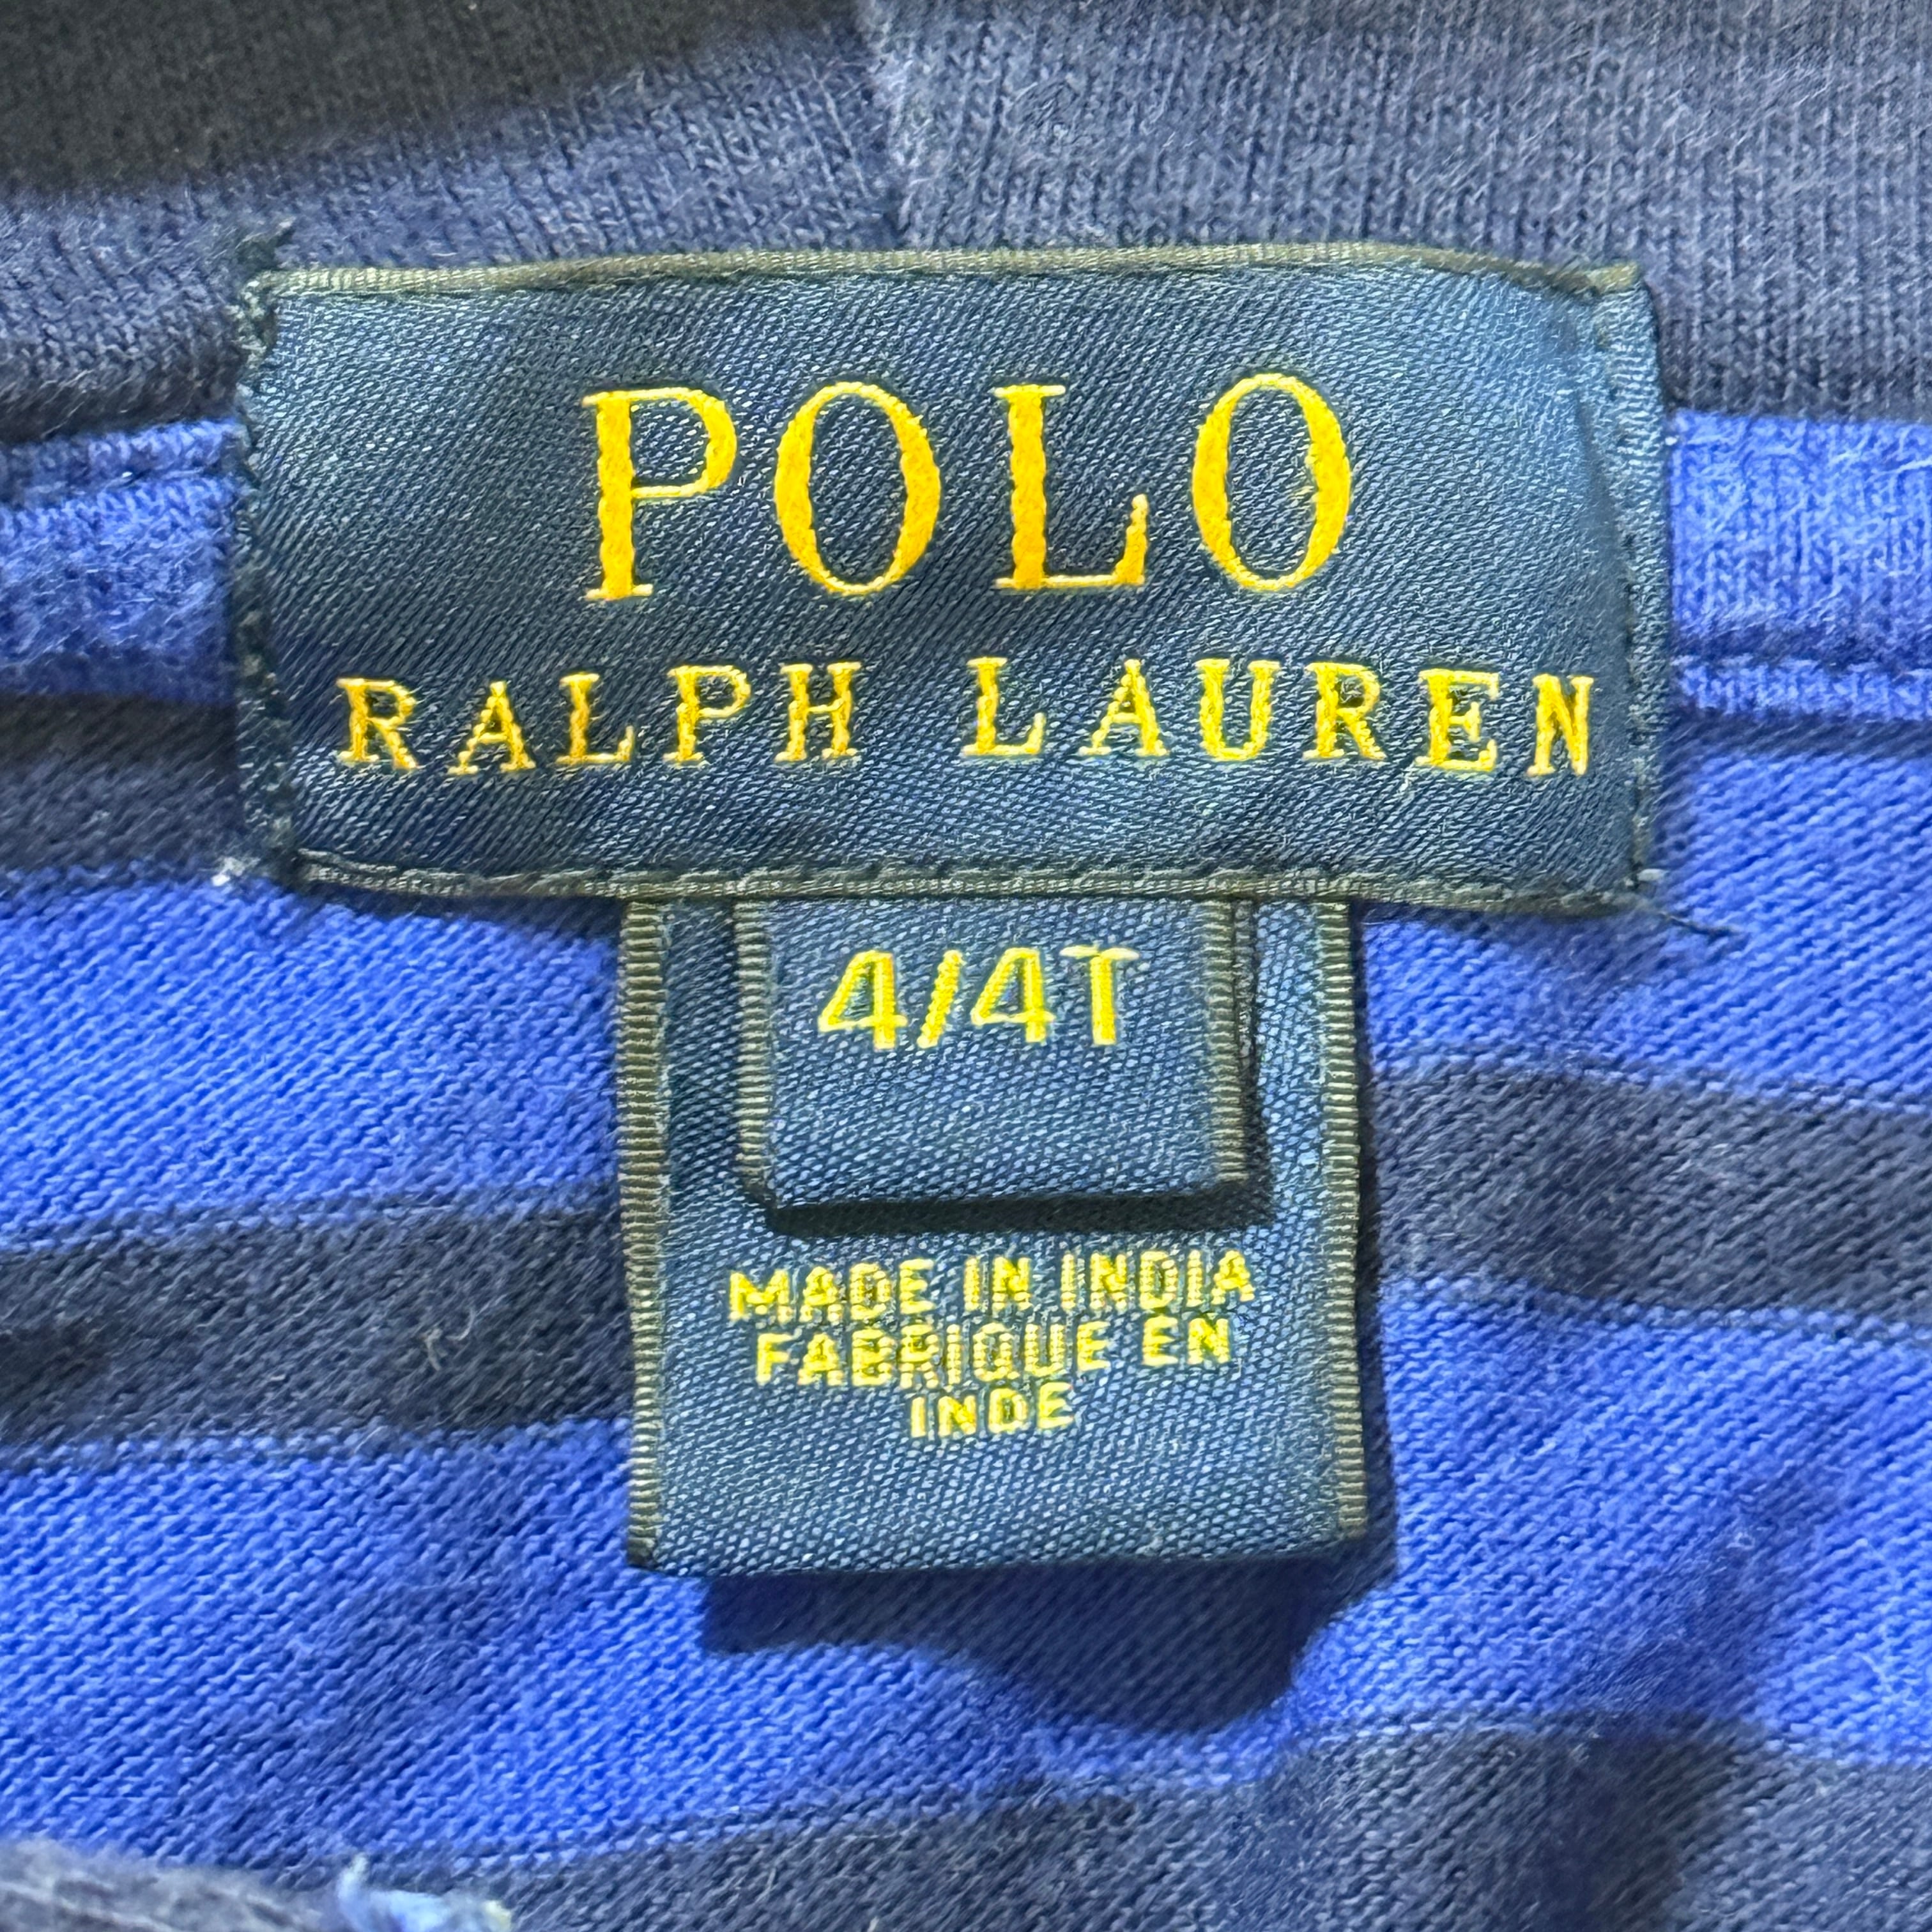 POLO
RALPH LAUREN
4/4T
MADE IN INDIA
FABRIQUE EN
INDE